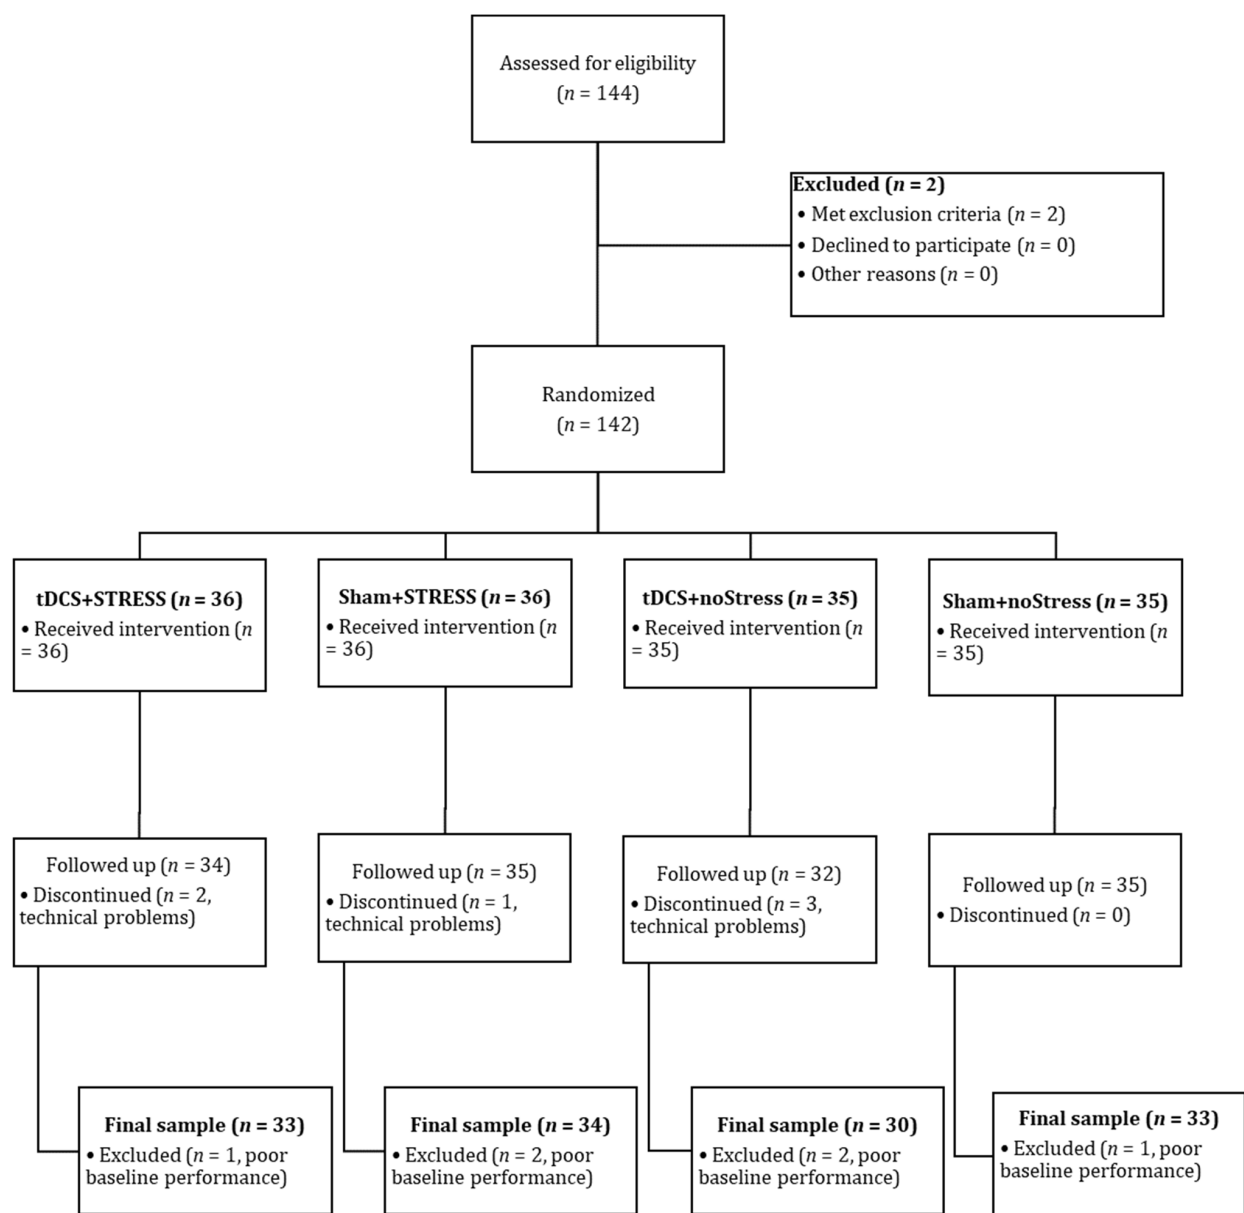 Assessed for eligibility
(n = 144)
Excluded (n = 2)
• Met exclusion criteria (n = 2)
• Declined to participate (n = 0)
• Other reasons (n = 0)
Randomized
(n = 142)
tDCS+STRESS (n = 36)
• Received intervention (n
= 36)
Sham+STRESS (n = 36)
• Received intervention (n
= 36)
tDCS+noStress (n = 35)
• Received intervention (n
= 35)
Sham+noStress (n = 35)
• Received intervention (n
= 35)
Followed up (n = 34)
• Discontinued (n = 2,
technical problems)
Followed up (n = 35)
• Discontinued (n = 1,
technical problems)
Followed up (n = 32)
• Discontinued (n = 3,
technical problems)
Followed up (n = 35)
• Discontinued (n = 0)
Final sample (n = 33)
• Excluded (n = 1, poor
baseline performance)
Final sample (n = 34)
• Excluded (n = 2, poor
baseline performance)
Final sample (n = 30)
• Excluded (n = 2, poor
baseline performance)
Final sample (n = 33)
• Excluded (n = 1, poor
baseline performance)